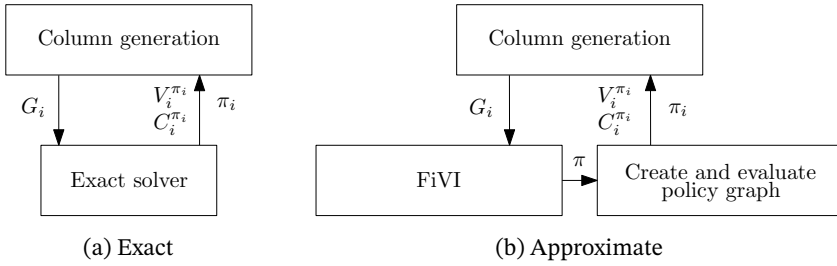 Column generation
G_i
V_i^{π_i}
C_i^{π_i}
π_i
Exact solver
(a) Exact
Column generation
G_i
V_i^{π_i}
C_i^{π_i}
π_i
FiVI
π
Create and evaluate
policy graph
(b) Approximate